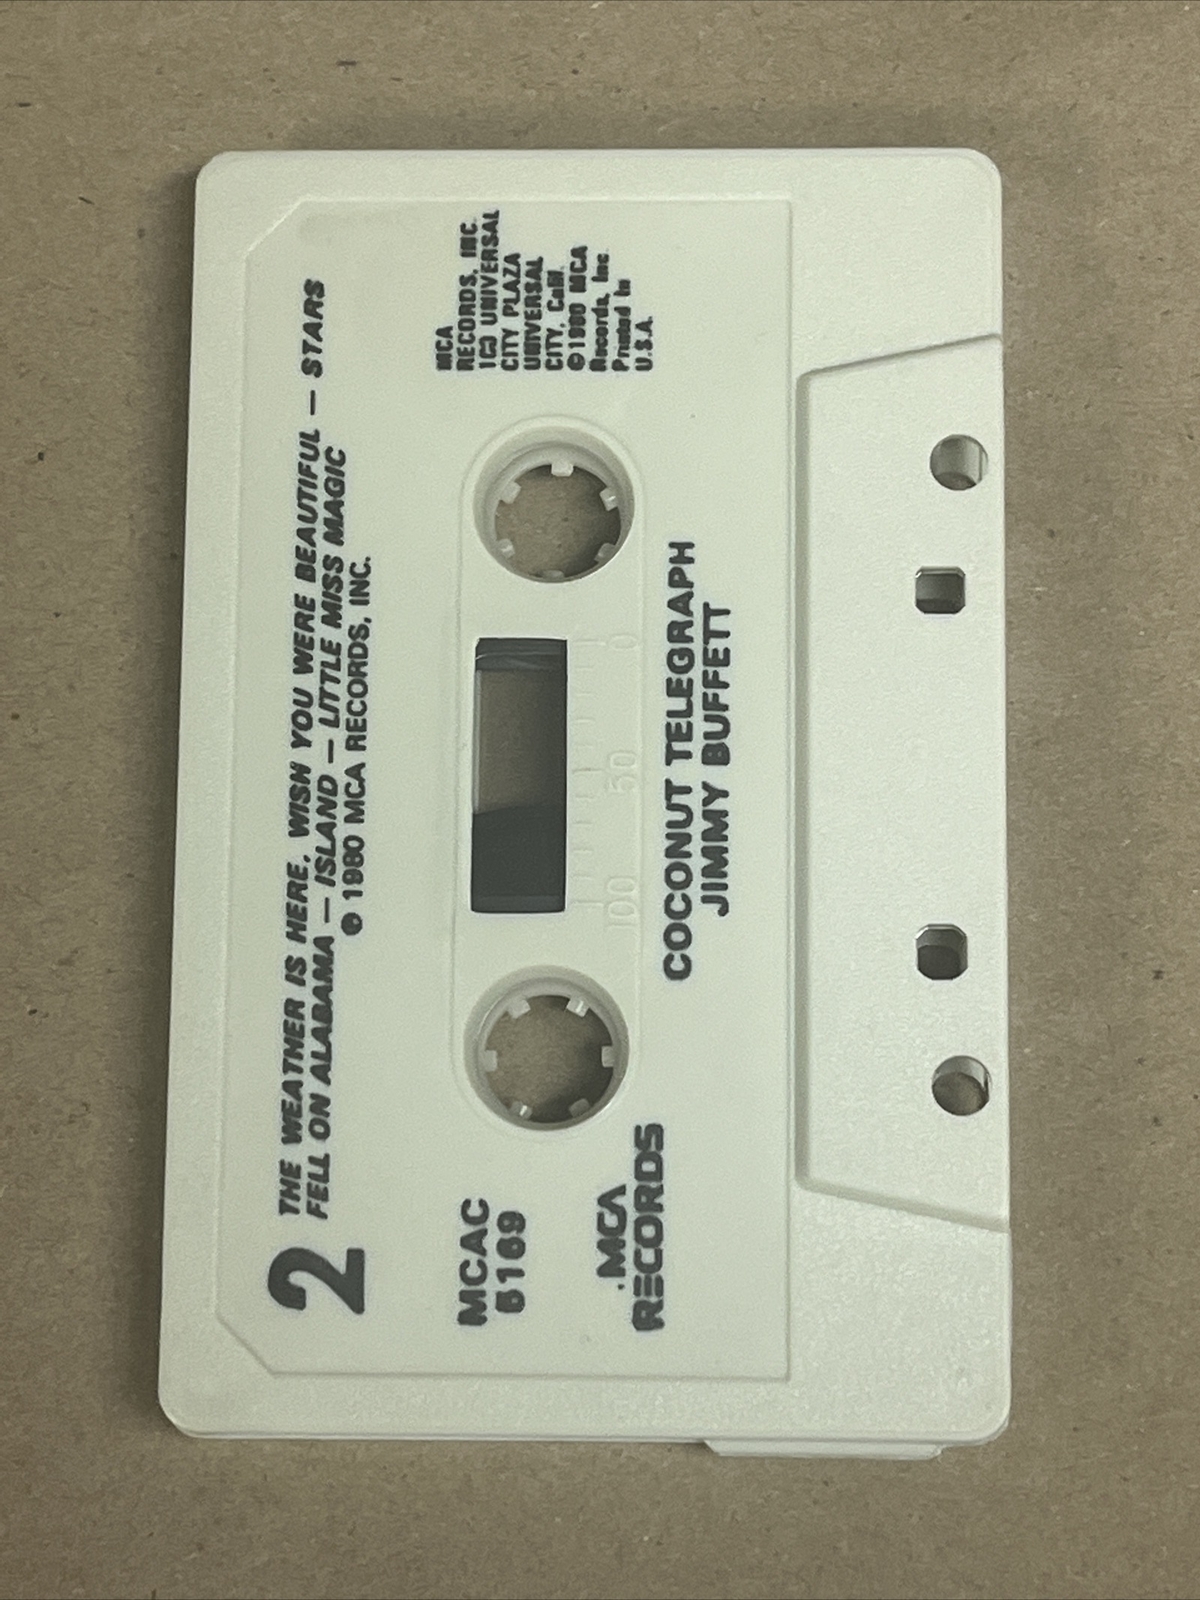 2
THE WEATHER IS HERE, WISH YOU WERE BEAUTIFUL — STARS
FELL ON ALABAMA — ISLAND — LITTLE MISS MAGIC
℗ 1980 MCA RECORDS, INC.
MCAC
5169
MCA
RECORDS
MCA
RECORDS, INC.
100 UNIVERSAL
CITY PLAZA
UNIVERSAL
CITY, Calif.
©1980 MCA
Records, Inc.
Printed in
U.S.A.
100 50 0
COCONUT TELEGRAPH
JIMMY BUFFETT